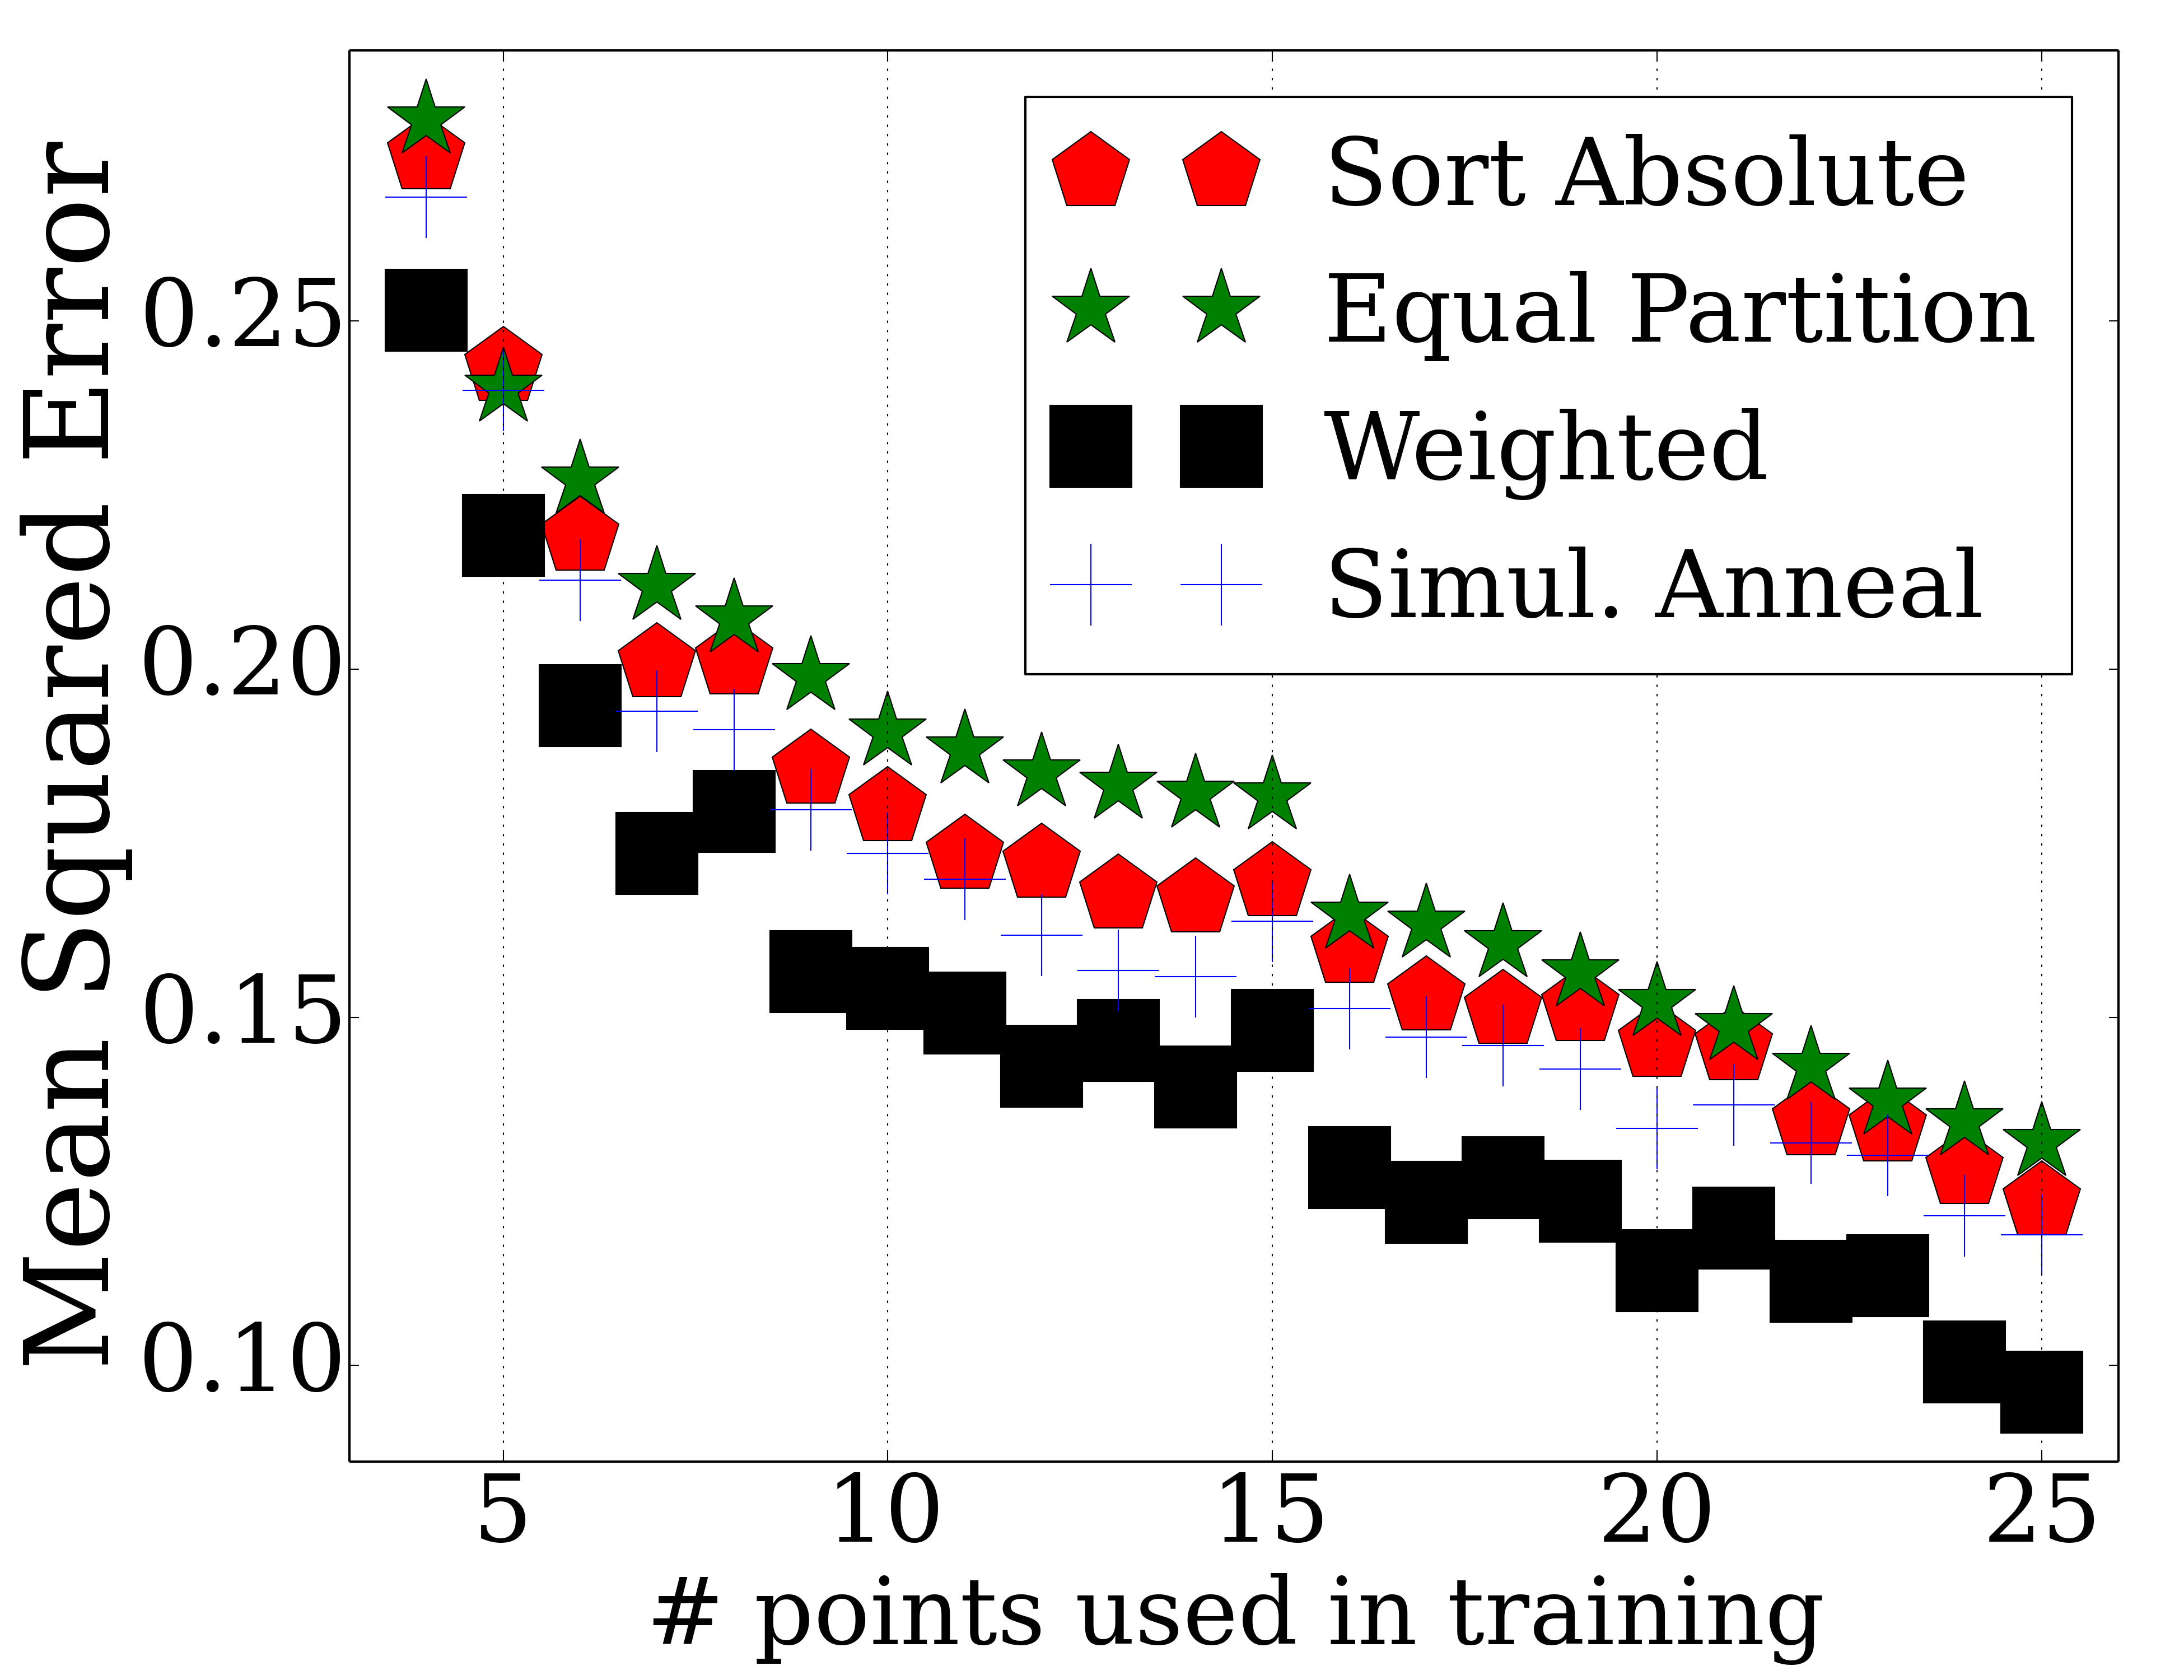 Mean Squared Error
0.25
0.20
0.15
0.10
Sort Absolute
Equal Partition
Weighted
Simul. Anneal
5 10 15 20 25
# points used in training